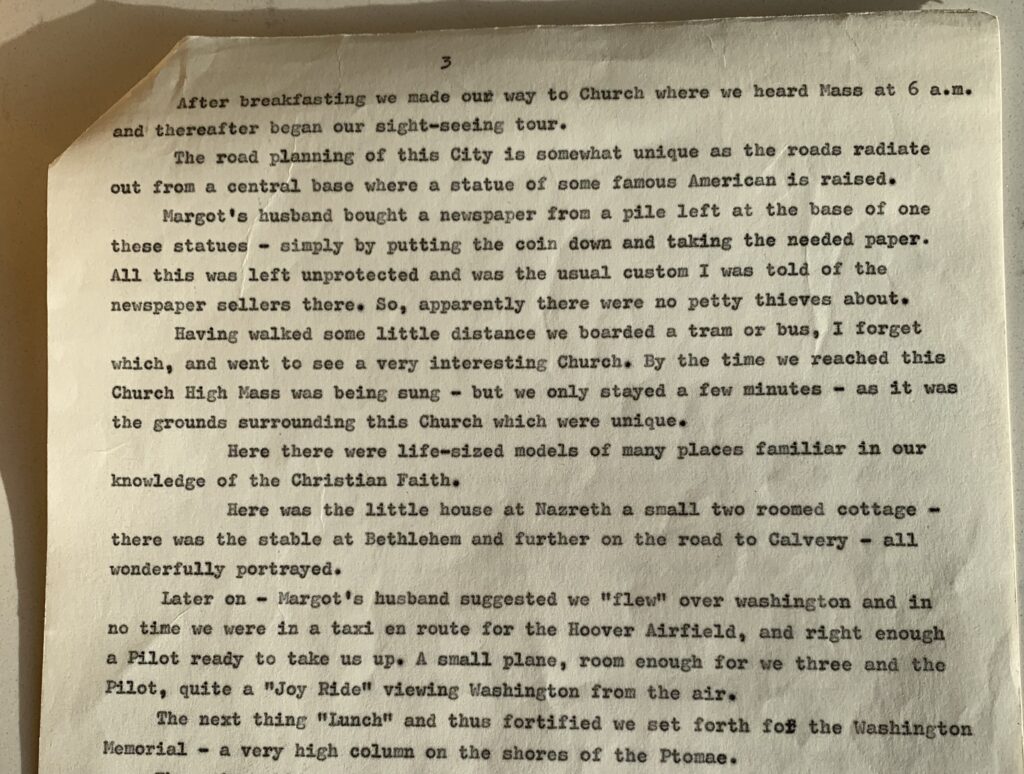 3
After breakfasting we made our way to Church where we heard Mass at 6 a.m.
and thereafter began our sight-seeing tour.
The road planning of this City is somewhat unique as the roads radiate
out from a central base where a statue of some famous American is raised.
Margot's husband bought a newspaper from a pile left at the base of one
these statues - simply by putting the coin down and taking the needed paper.
All this was left unprotected and was the usual custom I was told of the
newspaper sellers there. So, apparently there were no petty thieves about.
Having walked some little distance we boarded a tram or bus, I forget
which, and went to see a very interesting Church. By the time we reached this
Church High Mass was being sung - but we only stayed a few minutes - as it was
the grounds surrounding this Church which were unique.
Here there were life-sized models of many places familiar in our
knowledge of the Christian Faith.
Here was the little house at Nazreth a small two roomed cottage -
there was the stable at Bethlehem and further on the road to Calvery - all
wonderfully portrayed.
Later on - Margot's husband suggested we "flew" over washington and in
no time we were in a taxi en route for the Hoover Airfield, and right enough
a Pilot ready to take us up. A small plane, room enough for we three and the
Pilot, quite a "Joy Ride" viewing Washington from the air.
The next thing "Lunch" and thus fortified we set forth for the Washington
Memorial - a very high column on the shores of the Ptomae.